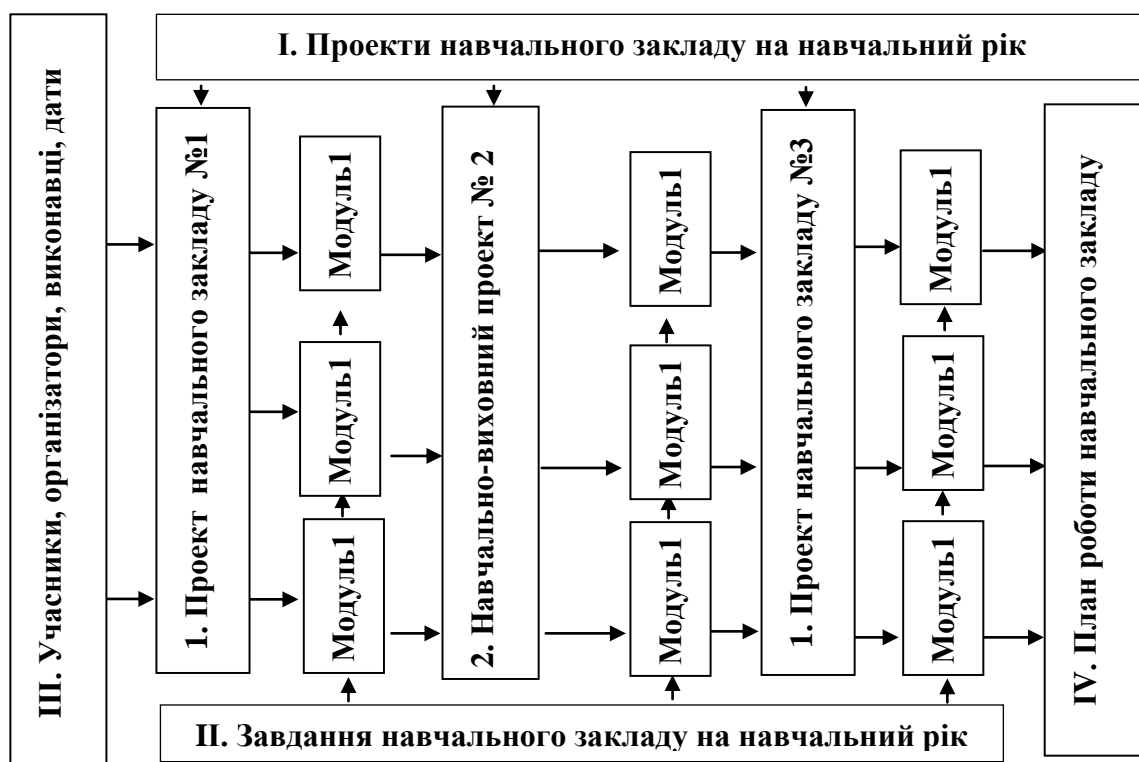 І. Проекти навчального закладу на навчальний рік
ІІІ. Учасники, організатори, виконавці, дати
1. Проект навчального закладу №1
Модуль1
Модуль1
Модуль1
2. Навчально-виховний проект № 2
Модуль1
Модуль1
Модуль1
1. Проект навчального закладу №3
Модуль1
Модуль1
Модуль1
ІV. План роботи навчального закладу
ІІ. Завдання навчального закладу на навчальний рік